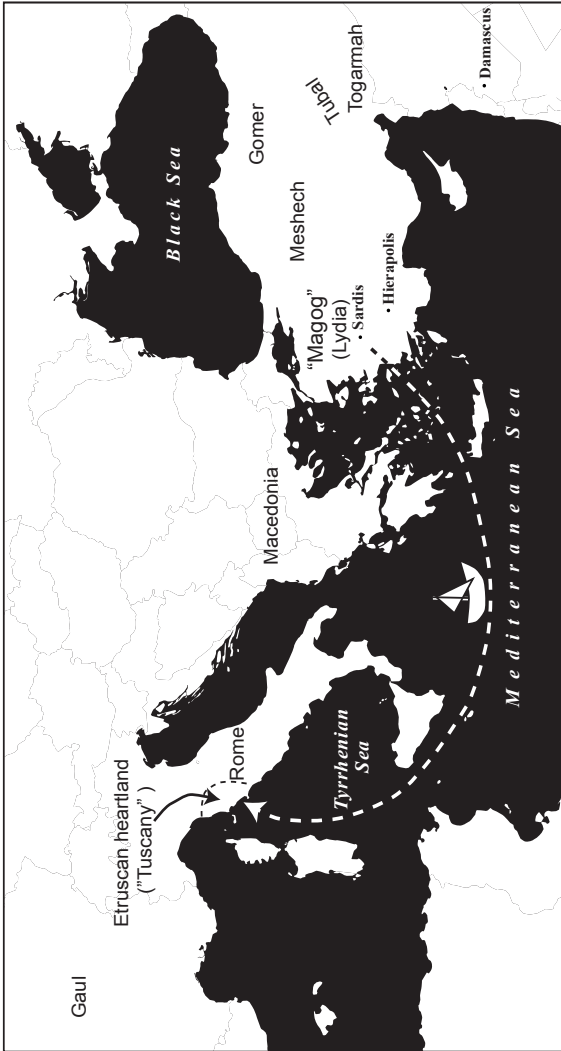 Gaul
Etruscan heartland
("Tuscany" )
Rome
Tyrrhenian
Sea
Macedonia
Black Sea
Gomer
Meshech
Tubal
Togarmah
"Magog"
(Lydia)
• Sardis
• Hierapolis
• Damascus
Mediterranean Sea